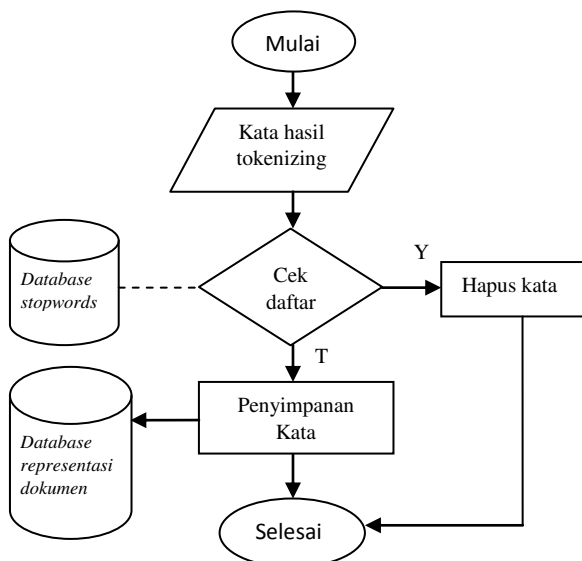 Mulai
Kata hasil
tokenizing
Cek
daftar
Y
Hapus kata
Database
stopwords
T
Penyimpanan
Kata
Database
representasi
dokumen
Selesai